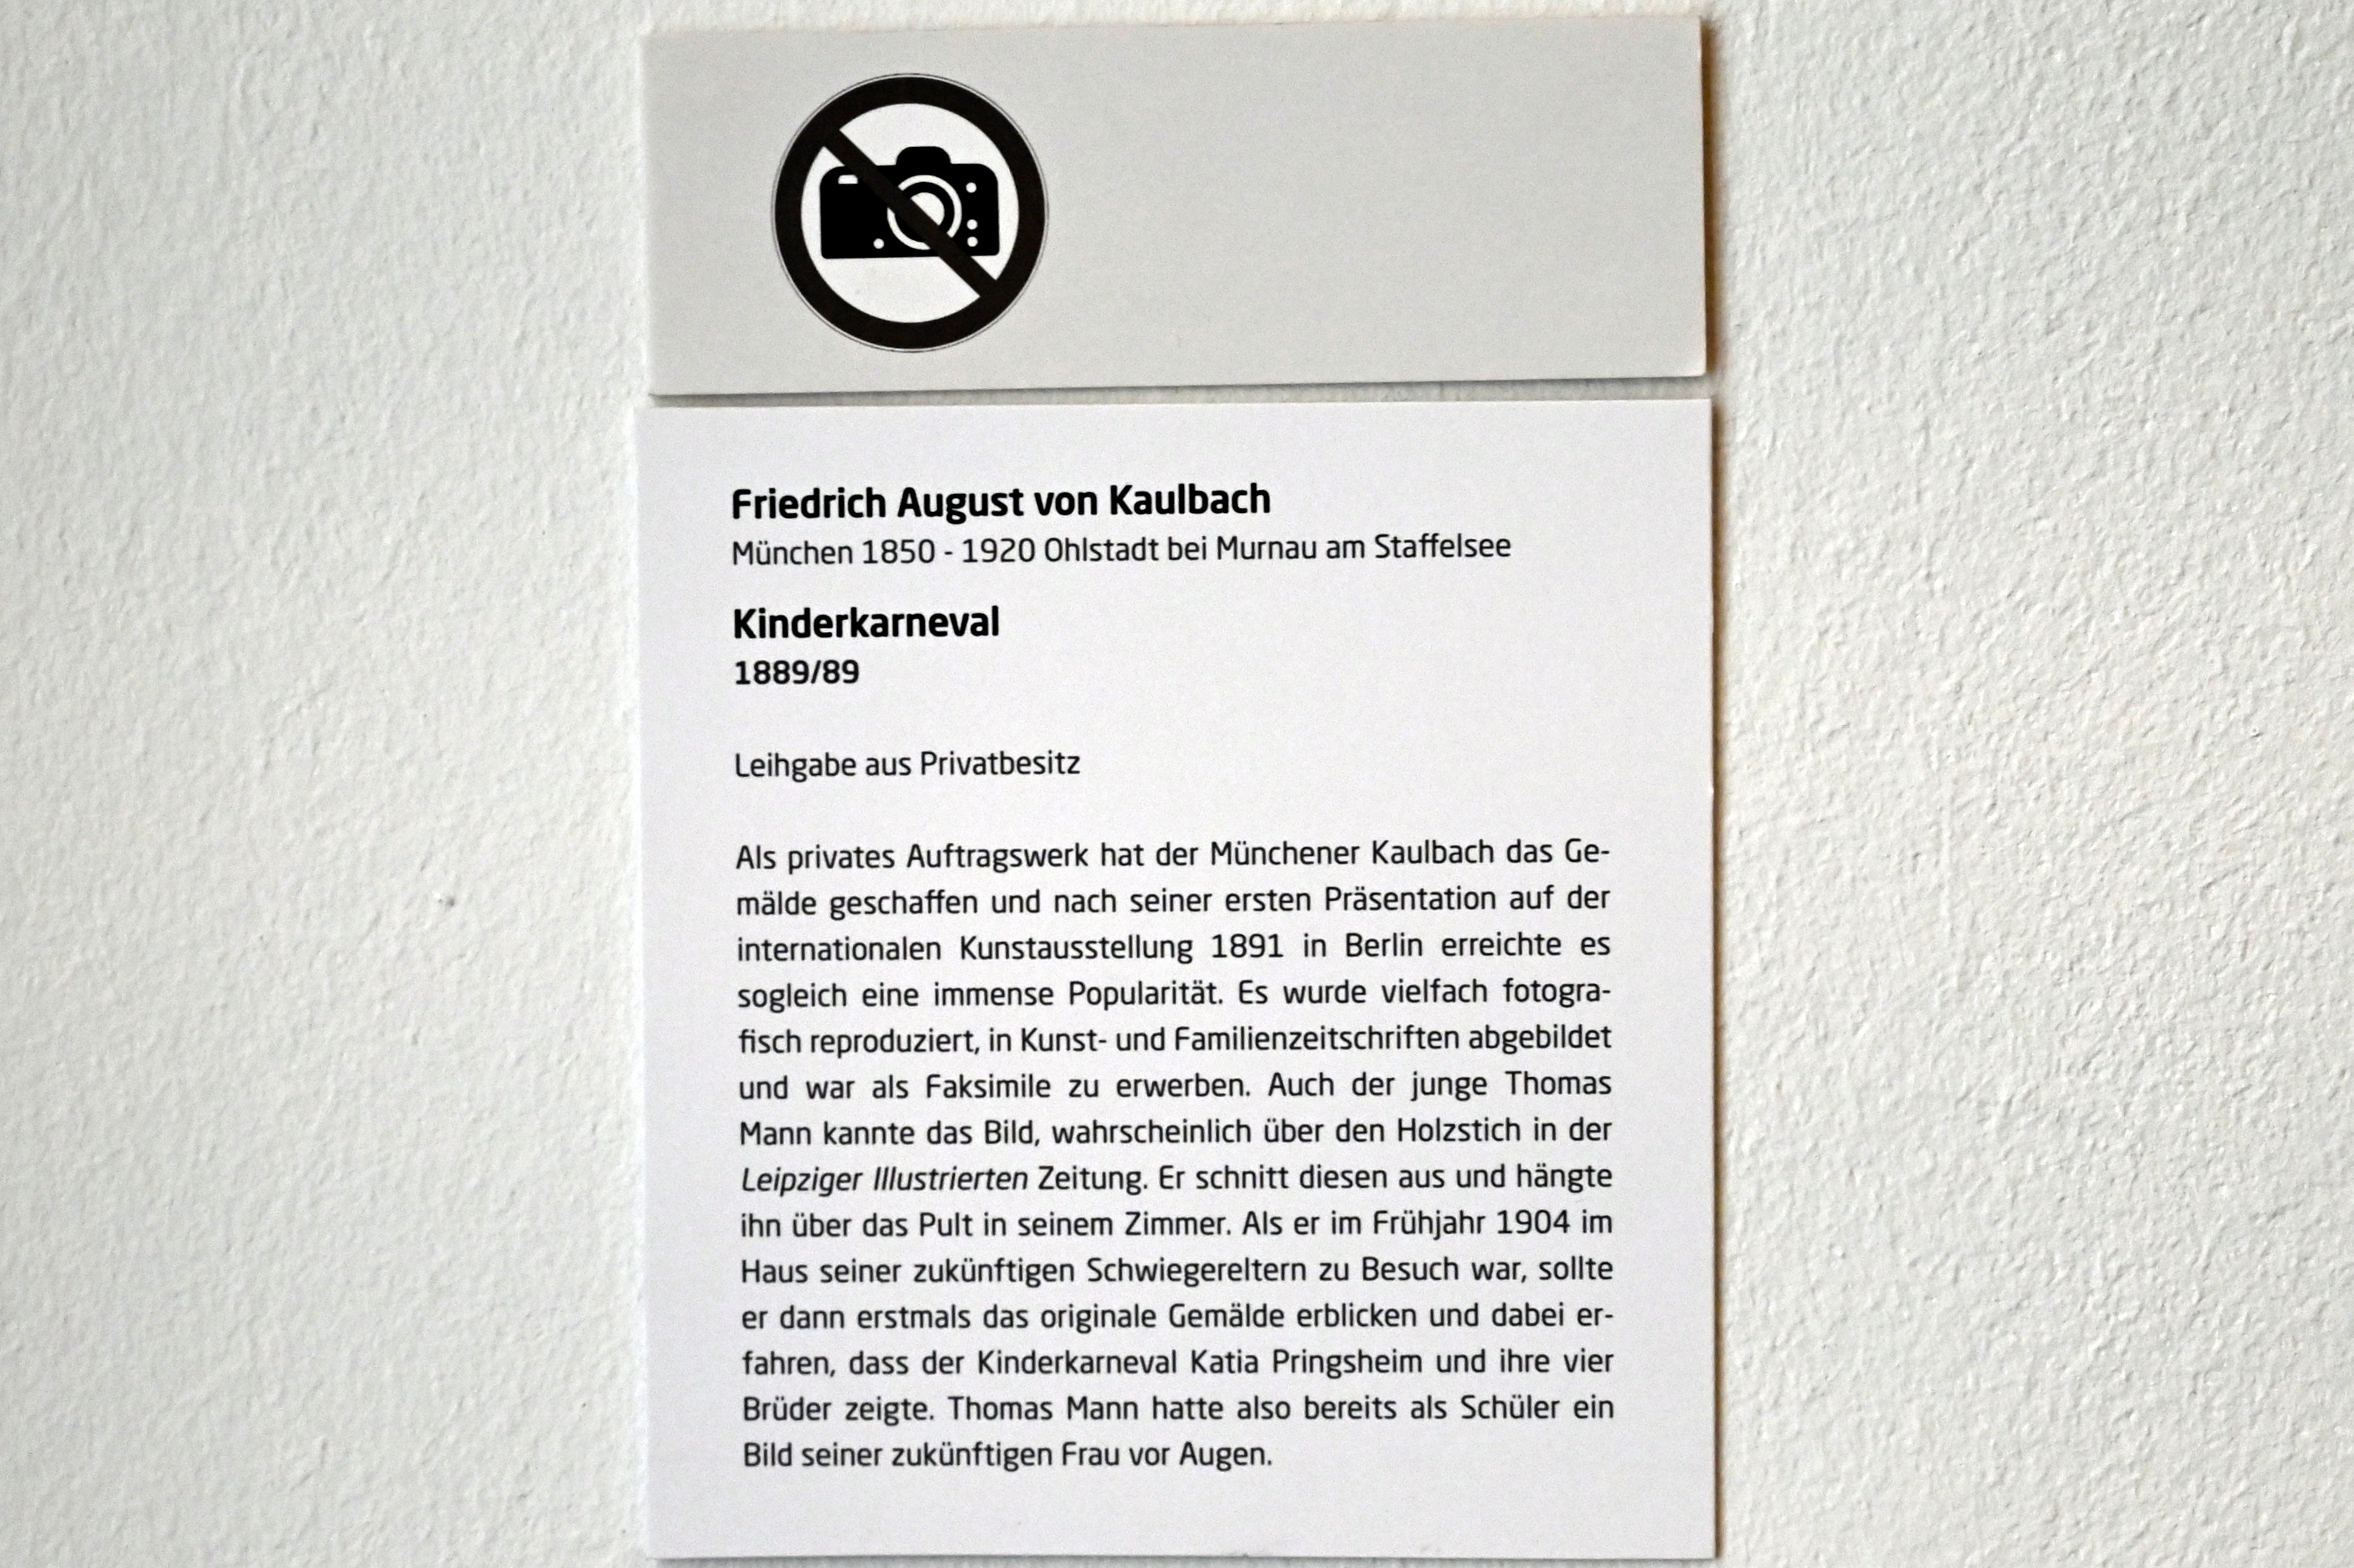 Friedrich August von Kaulbach
München 1850 - 1920 Ohlstadt bei Murnau am Staffelsee
Kinderkarneval
1889/89
Leihgabe aus Privatbesitz
Als privates Auftragswerk hat der Münchener Kaulbach das Ge-
mälde geschaffen und nach seiner ersten Präsentation auf der
internationalen Kunstausstellung 1891 in Berlin erreichte es
sogleich eine immense Popularität. Es wurde vielfach fotogra-
fisch reproduziert, in Kunst- und Familienzeitschriften abgebildet
und war als Faksimile zu erwerben. Auch der junge Thomas
Mann kannte das Bild, wahrscheinlich über den Holzstich in der
Leipziger Illustrierten Zeitung. Er schnitt diesen aus und hängte
ihn über das Pult in seinem Zimmer. Als er im Frühjahr 1904 im
Haus seiner zukünftigen Schwiegereltern zu Besuch war, sollte
er dann erstmals das originale Gemälde erblicken und dabei er-
fahren, dass der Kinderkarneval Katia Pringsheim und ihre vier
Brüder zeigte. Thomas Mann hatte also bereits als Schüler ein
Bild seiner zukünftigen Frau vor Augen.